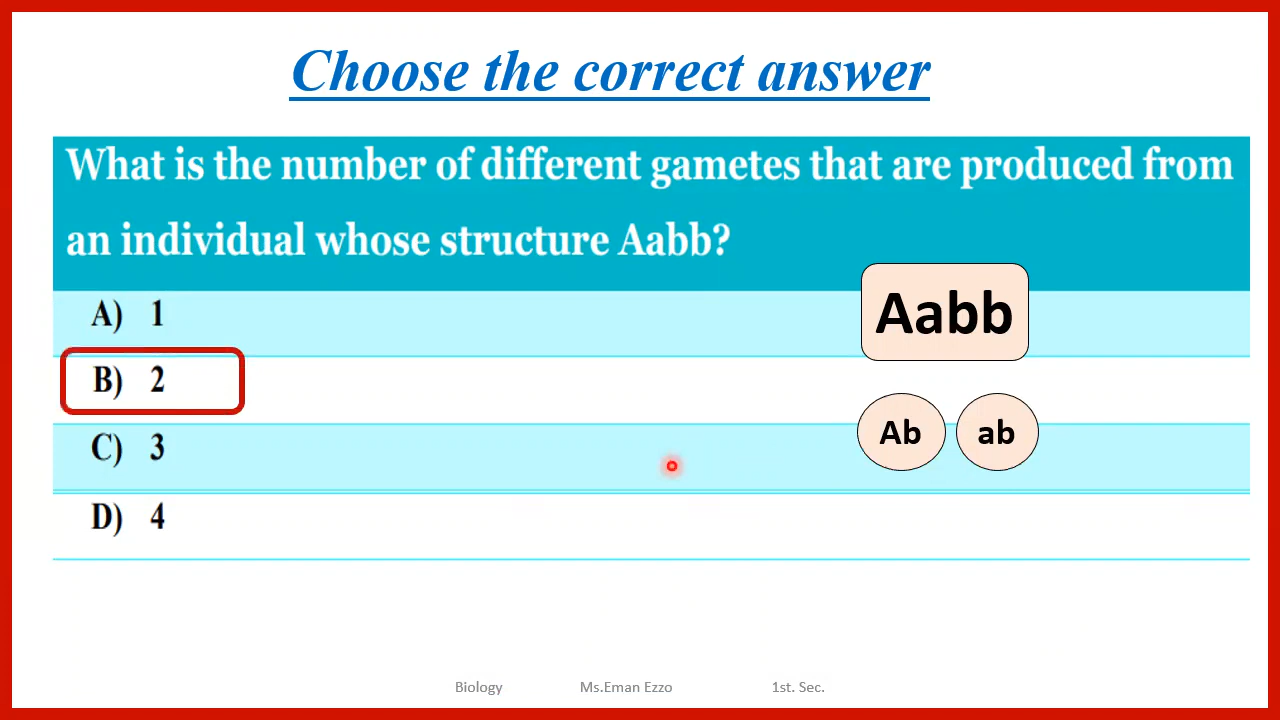 Choose the correct answer
What is the number of different gametes that are produced from
an individual whose structure Aabb?
A) 1
Aabb
B) 2
C) 3
Ab ab
D) 4
Biology Ms.Eman Ezzo 1st. Sec.